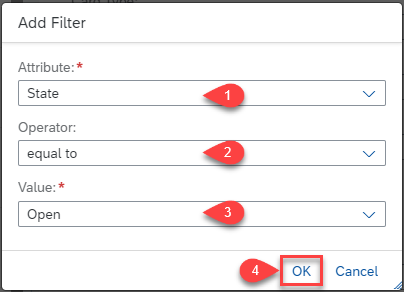 Add Filter
Attribute:*
State
1
Operator:
equal to
2
Value:*
Open
3
4
OK Cancel